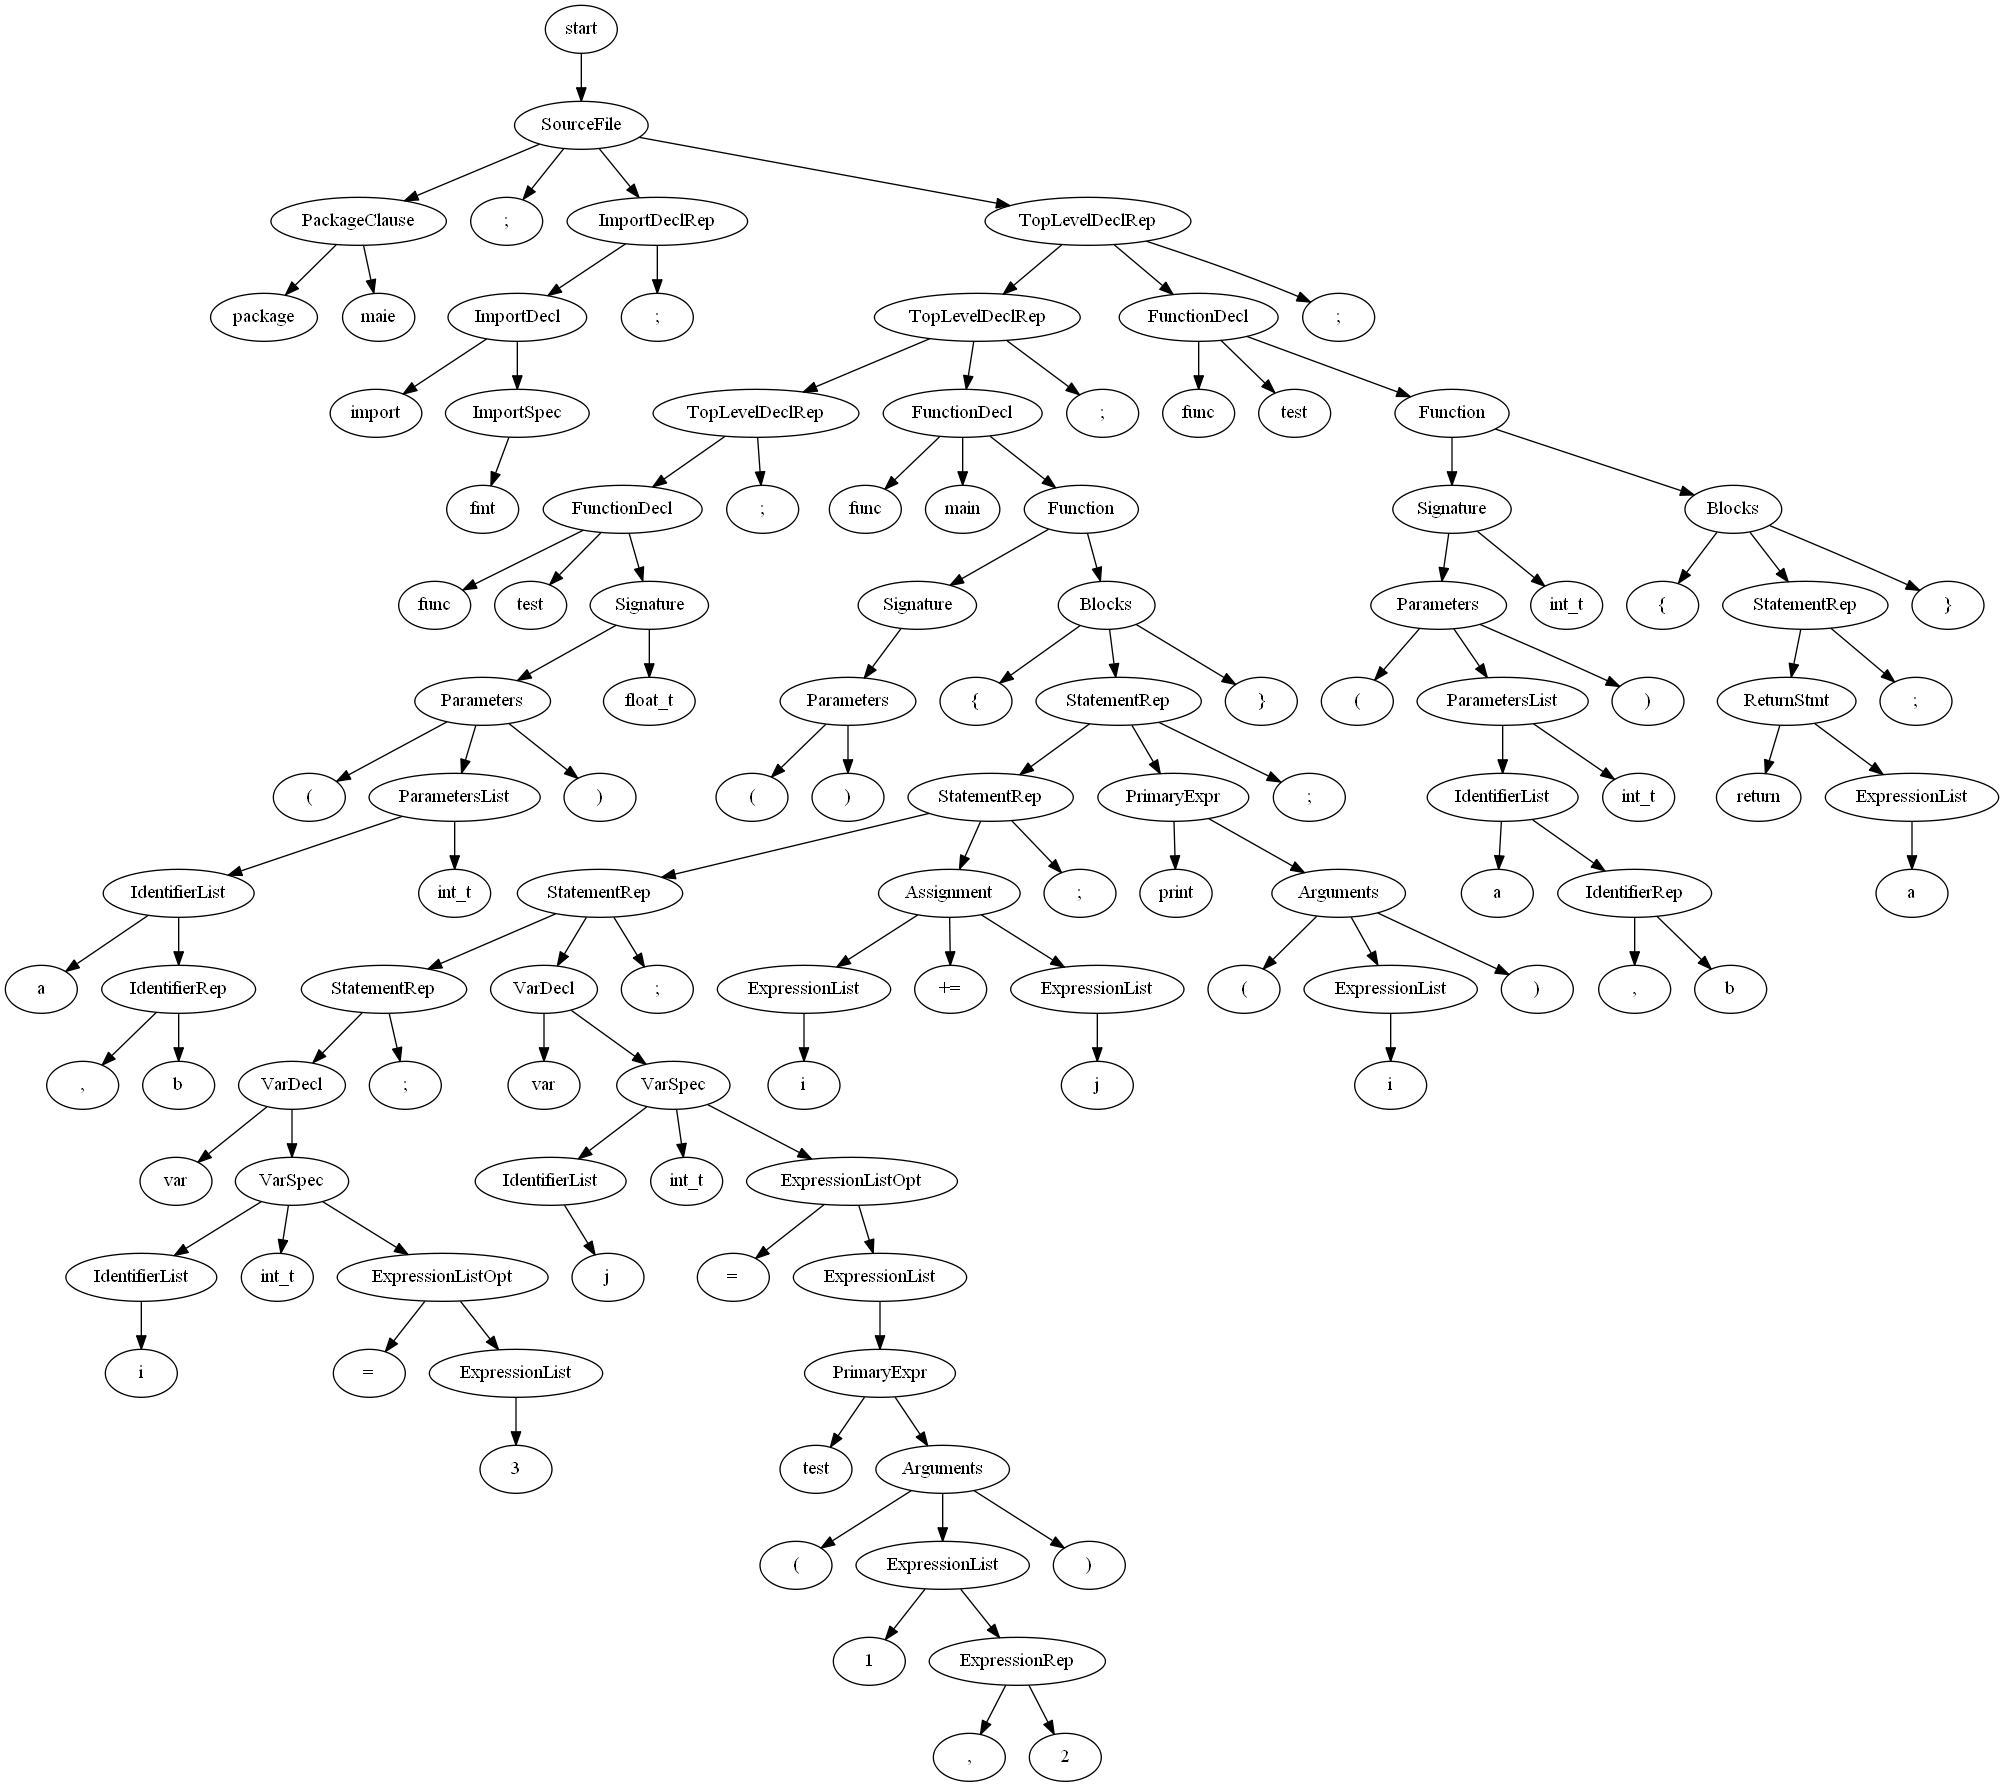 start
SourceFile
PackageClause ; ImportDeclRep TopLevelDeclRep
package maie ImportDecl ; TopLevelDeclRep FunctionDecl ;
import ImportSpec TopLevelDeclRep FunctionDecl ; func test Function
fmt FunctionDecl ; func main Function Signature Blocks
func test Signature Signature Blocks Parameters int_t { StatementRep }
Parameters float_t Parameters { StatementRep } ( ParametersList ) ReturnStmt ;
( ParametersList ) ( ) StatementRep PrimaryExpr ; IdentifierList int_t return ExpressionList
IdentifierList int_t StatementRep Assignment ; print Arguments a IdentifierRep a
a IdentifierRep StatementRep VarDecl ; ExpressionList += ExpressionList ( ExpressionList ) , b
, b VarDecl ; var VarSpec i j i
var VarSpec IdentifierList int_t ExpressionListOpt
IdentifierList int_t ExpressionListOpt j = ExpressionList
i = ExpressionList PrimaryExpr
3 test Arguments
( ExpressionList )
1 ExpressionRep
, 2